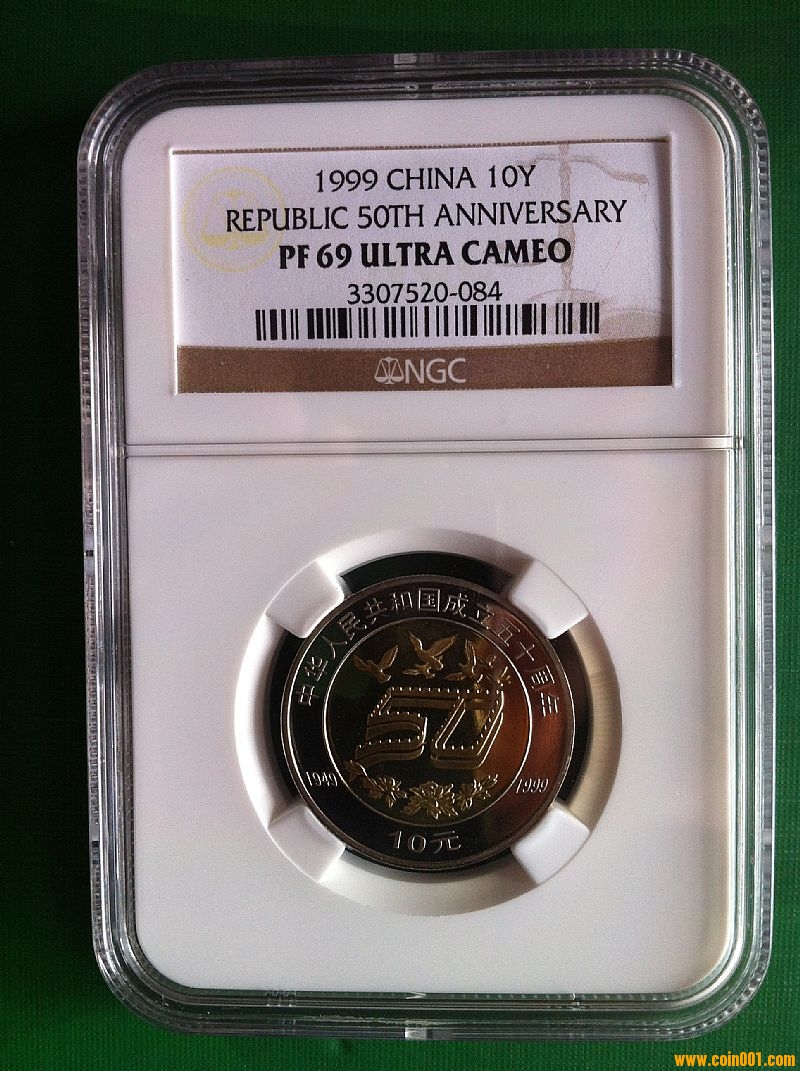 1999 CHINA 10Y
REPUBLIC 50TH ANNIVERSARY
PF 69 ULTRA CAMEO
3307520-084
NGC
中华人民共和国成立五十周年
50
1949 1999
10元
www.coin001.com